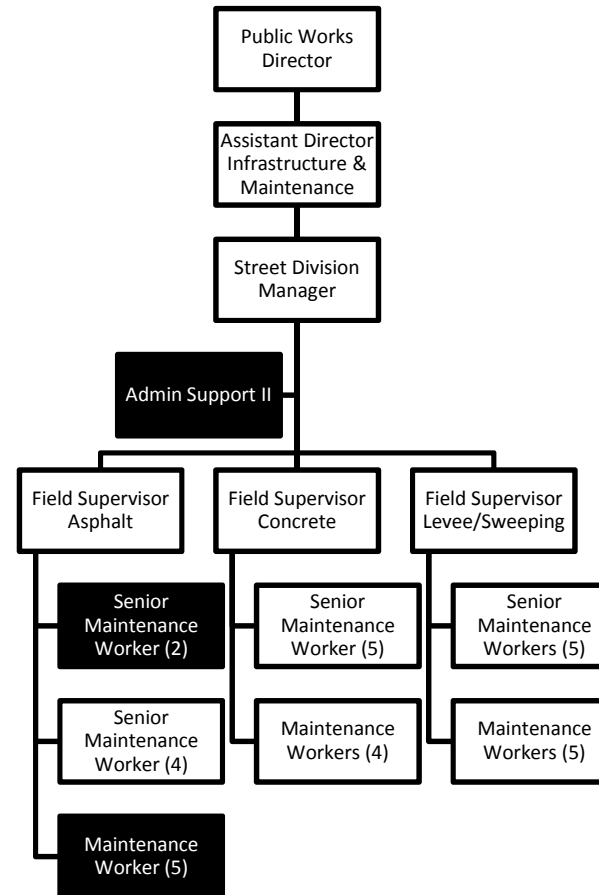 Public Works
Director
Assistant Director
Infrastructure &
Maintenance
Street Division
Manager
Admin Support II
Field Supervisor
Asphalt
Field Supervisor
Concrete
Field Supervisor
Levee/Sweeping
Senior
Maintenance
Worker (2)
Senior
Maintenance
Worker (5)
Senior
Maintenance
Workers (5)
Senior
Maintenance
Worker (4)
Maintenance
Workers (4)
Maintenance
Workers (5)
Maintenance
Worker (5)